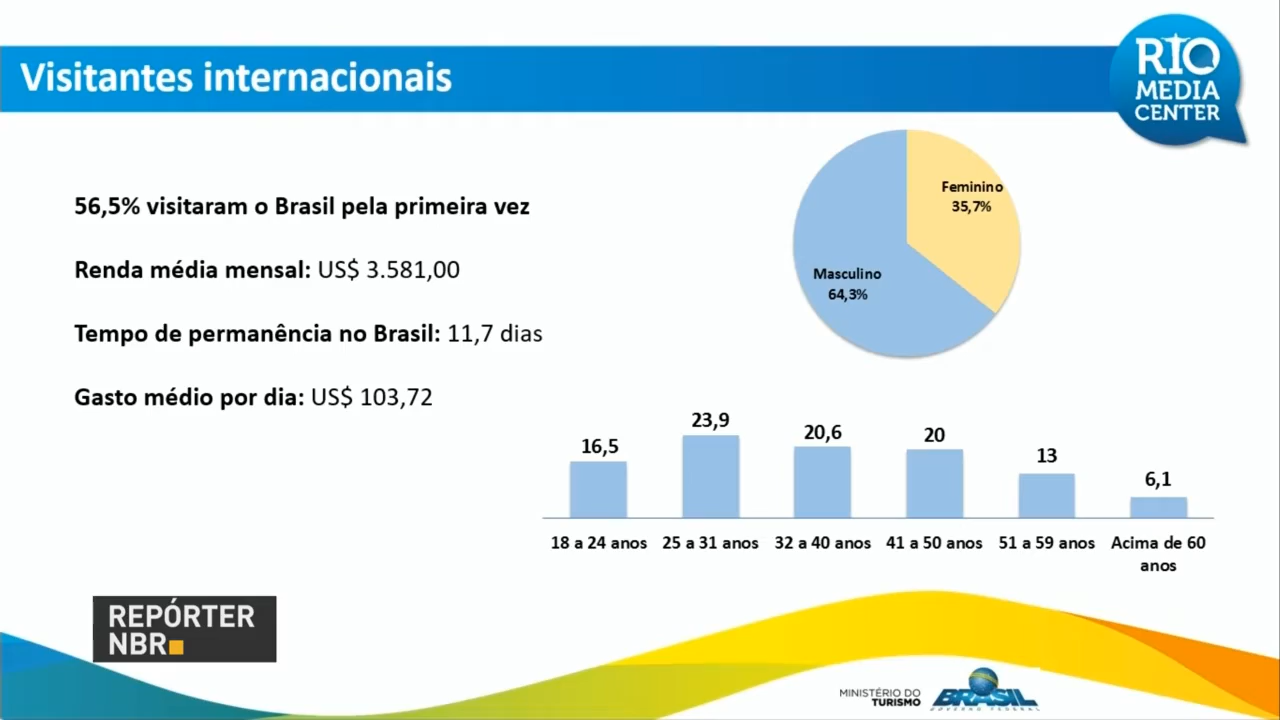 Visitantes internacionais
RIO
MEDIA
CENTER
56,5% visitaram o Brasil pela primeira vez
Renda média mensal: US$ 3.581,00
Tempo de permanência no Brasil: 11,7 dias
Gasto médio por dia: US$ 103,72
Feminino
35,7%
Masculino
64,3%
16,5
23,9
20,6
20
13
6,1
18 a 24 anos
25 a 31 anos
32 a 40 anos
41 a 50 anos
51 a 59 anos
Acima de 60
anos
REPÓRTER
NBR
MINISTÉRIO DO
TURISMO
BRASIL
GOVERNO FEDERAL